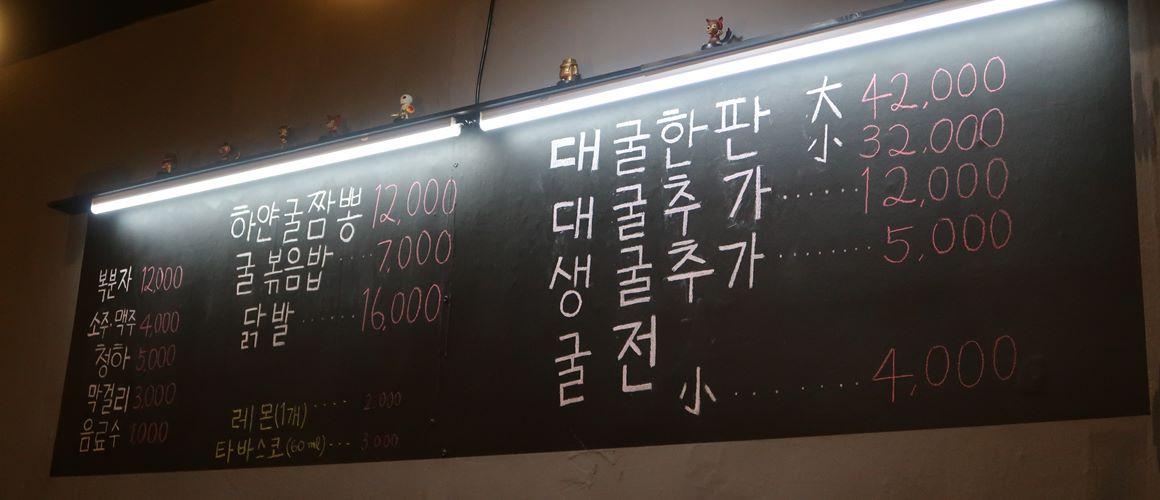 복분자 12,000
소주·맥주 4,000
청하 5,000
막걸리 3,000
음료수 1,000
하얀굴짬뽕 12,000
굴볶음밥 ····· 7,000
닭발 ······· 16,000
레몬(1개) ····· 2.000
타바스코(60㎖)--- 3.000
대굴한판 大 42,000
小 32,000
대굴추가 ······ 12,000
생굴추가 ······· 5,000
굴전 小 ·········· 4,000